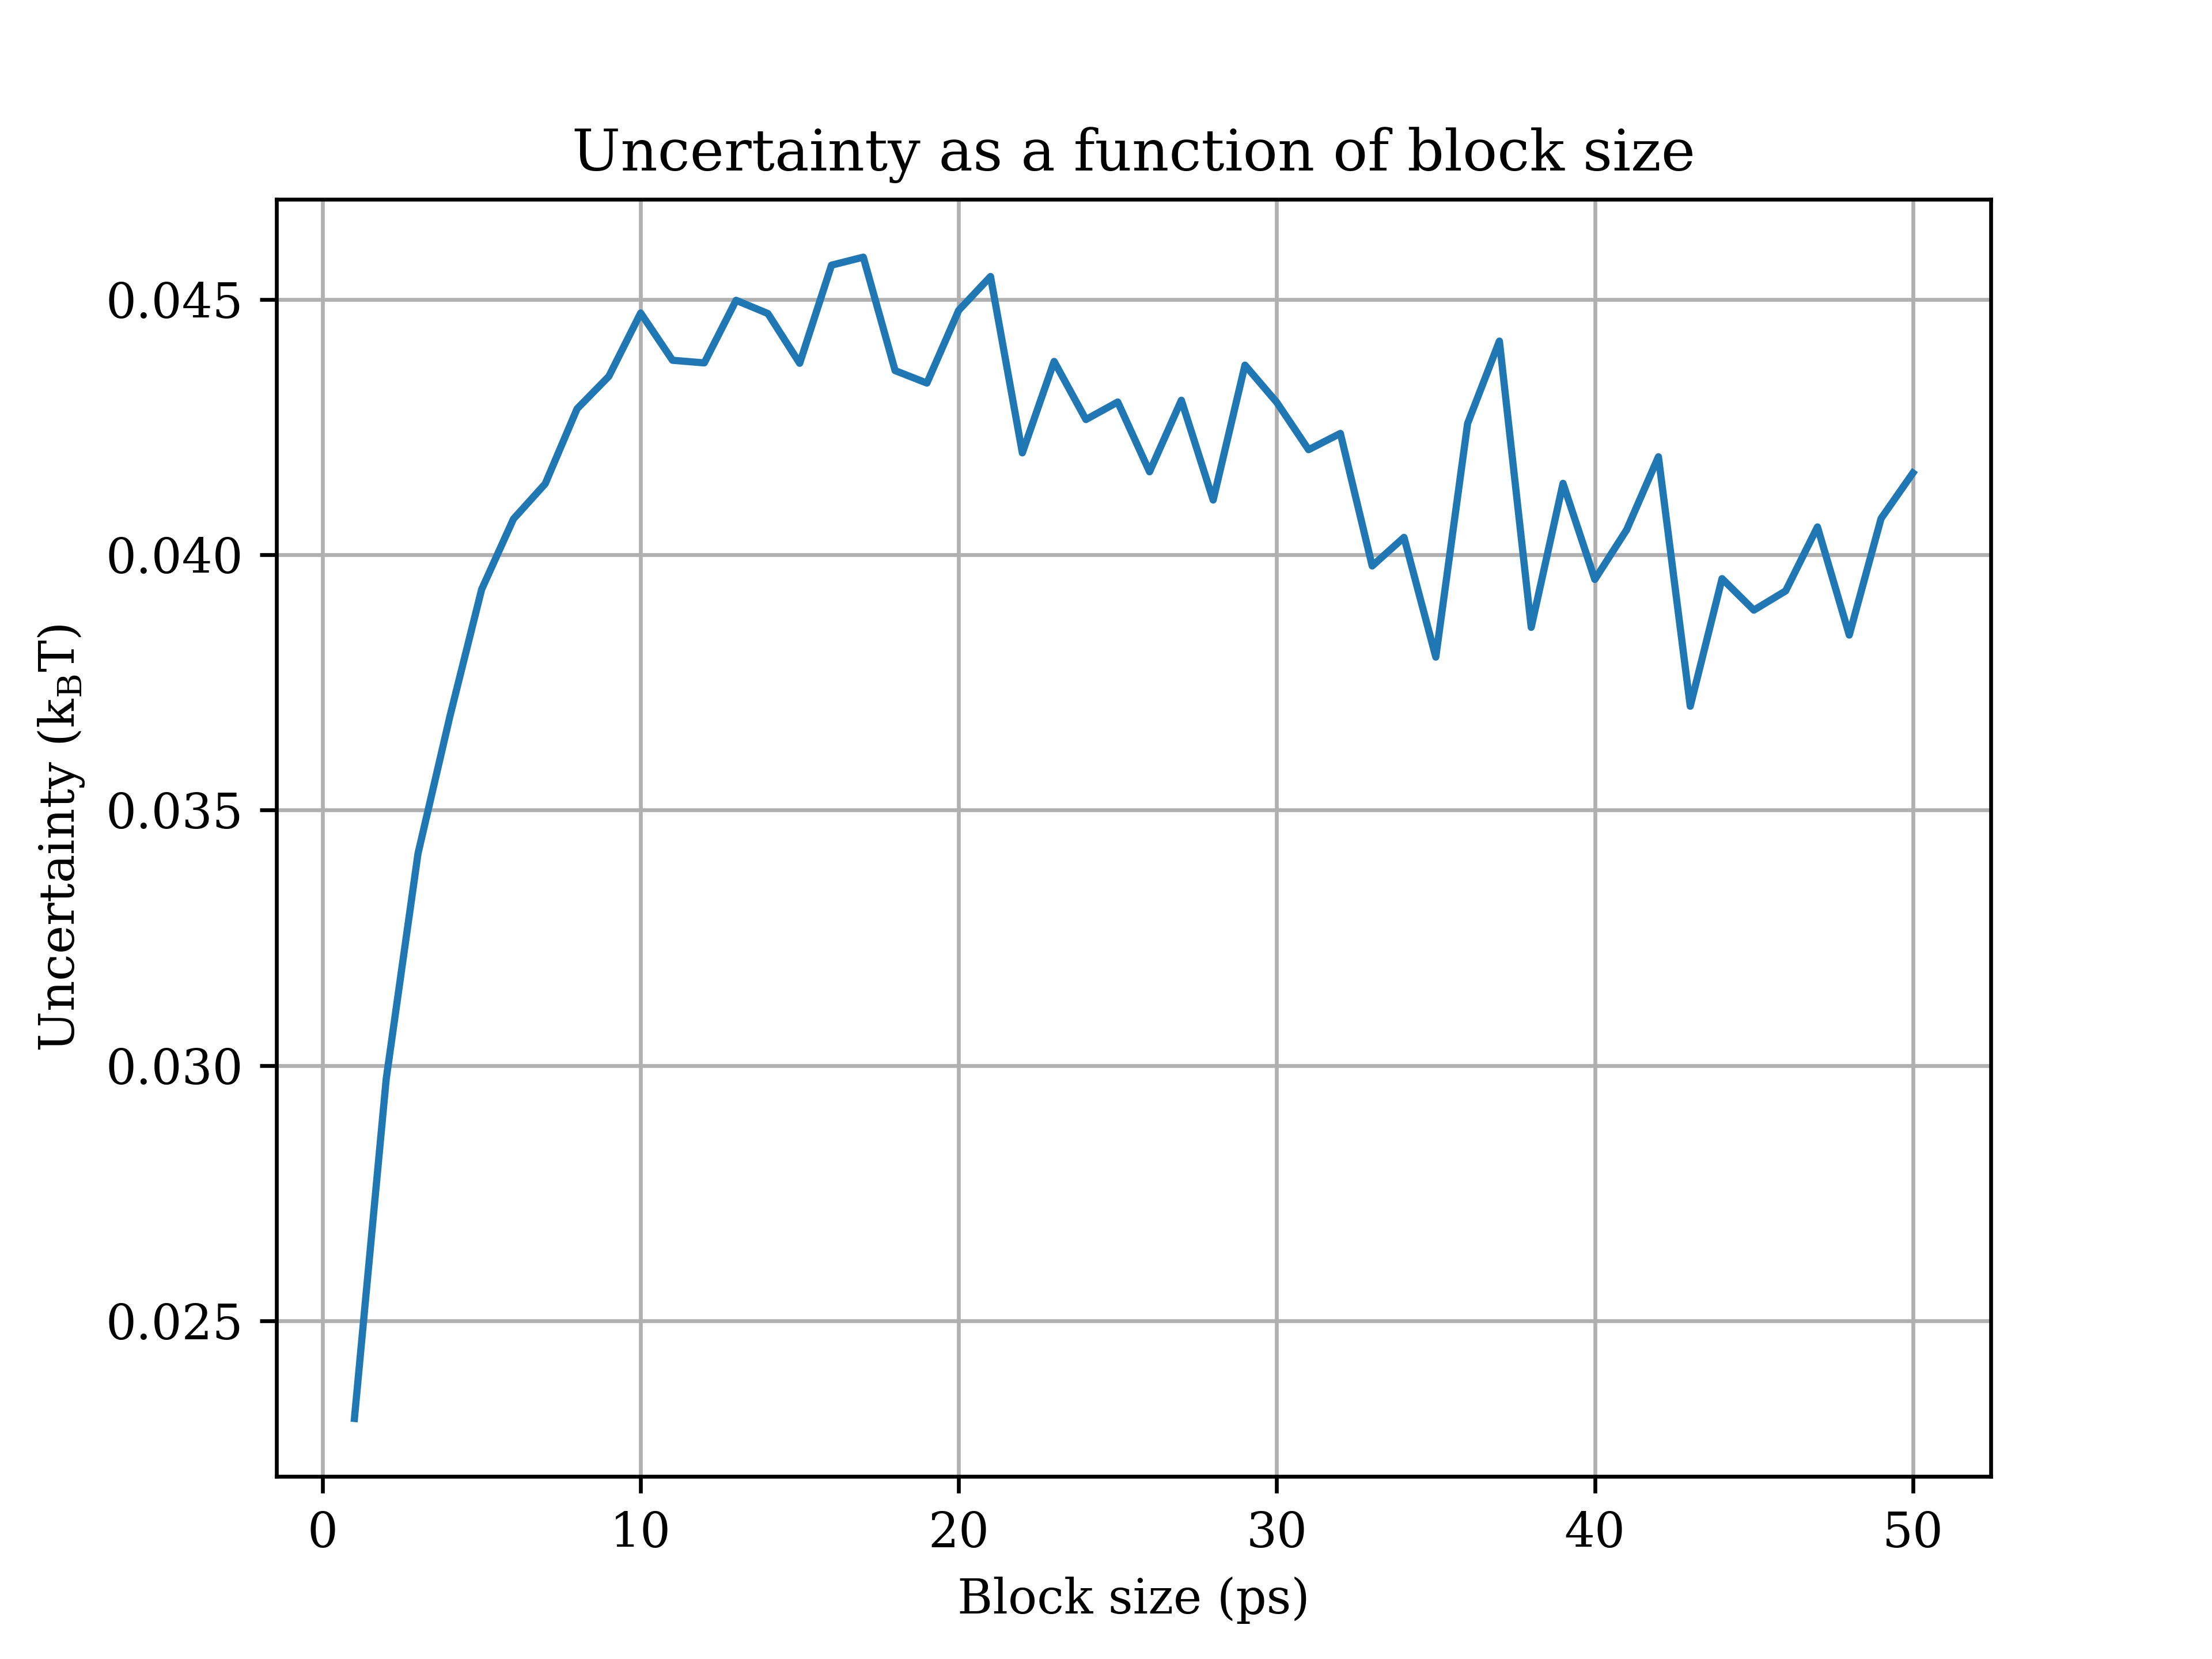 Uncertainty as a function of block size
Uncertainty (k_BT)
0.045
0.040
0.035
0.030
0.025
0 10 20 30 40 50
Block size (ps)